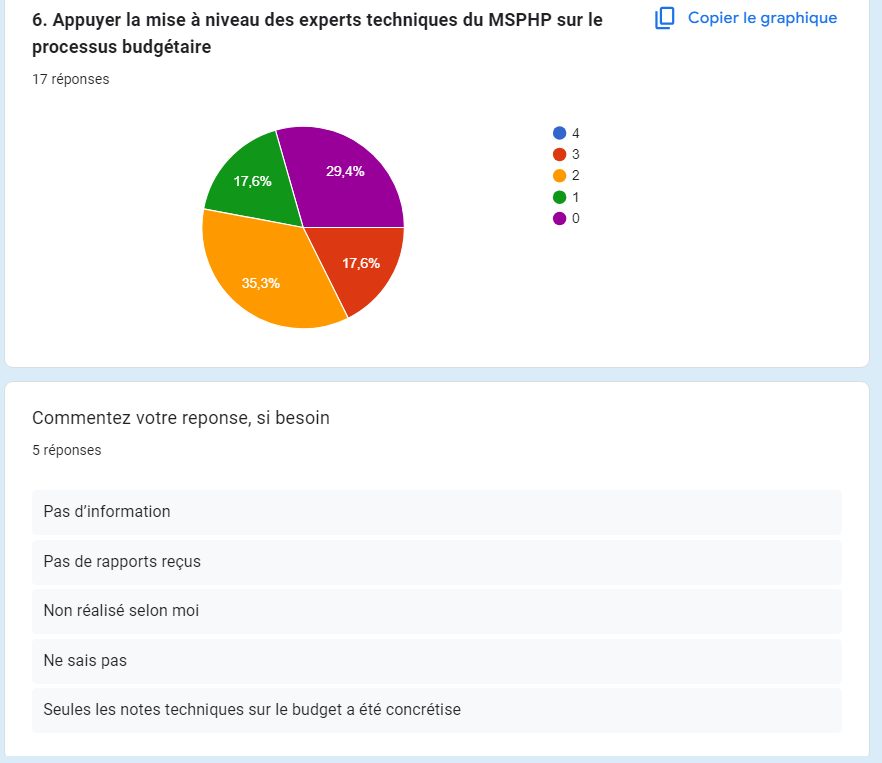 6. Appuyer la mise à niveau des experts techniques du MSPHP sur le
processus budgétaire
Copier le graphique
17 réponses
29,4%
17,6%
17,6%
35,3%
4
3
2
1
0
Commentez votre reponse, si besoin
5 réponses
Pas d’information
Pas de rapports reçus
Non réalisé selon moi
Ne sais pas
Seules les notes techniques sur le budget a été concrétise